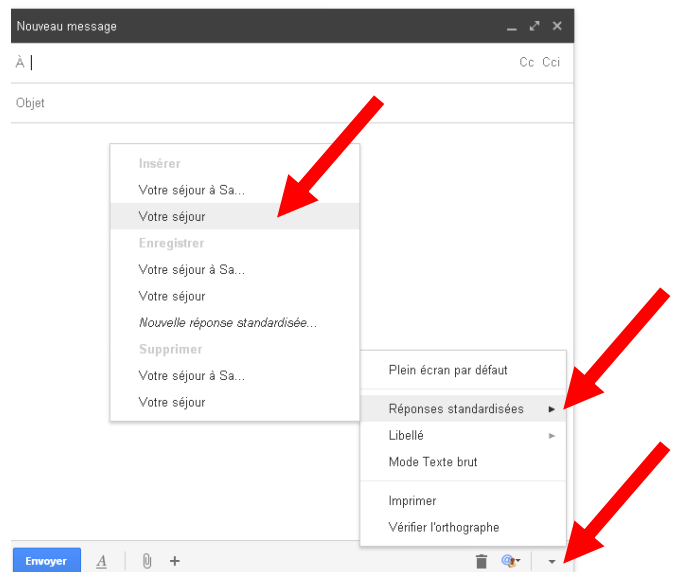 Nouveau message
À Cc Cci
Objet
Insérer
Votre séjour à Sa...
Votre séjour
Enregistrer
Votre séjour à Sa...
Votre séjour
Nouvelle réponse standardisée...
Supprimer
Votre séjour à Sa...
Votre séjour
Plein écran par défaut
Réponses standardisées
Libellé
Mode Texte brut
Imprimer
Vérifier l'orthographe
Envoyer A